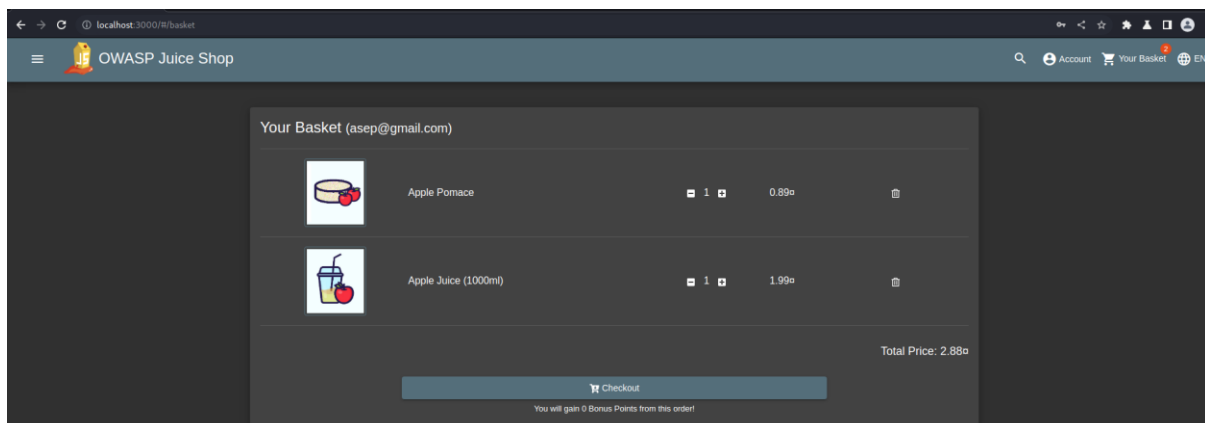 localhost:3000/#/basket
OWASP Juice Shop
Account
Your Basket
2
EN
Your Basket (asep@gmail.com)
Apple Pomace 1 0.89¤
Apple Juice (1000ml) 1 1.99¤
Total Price: 2.88¤
Checkout
You will gain 0 Bonus Points from this order!